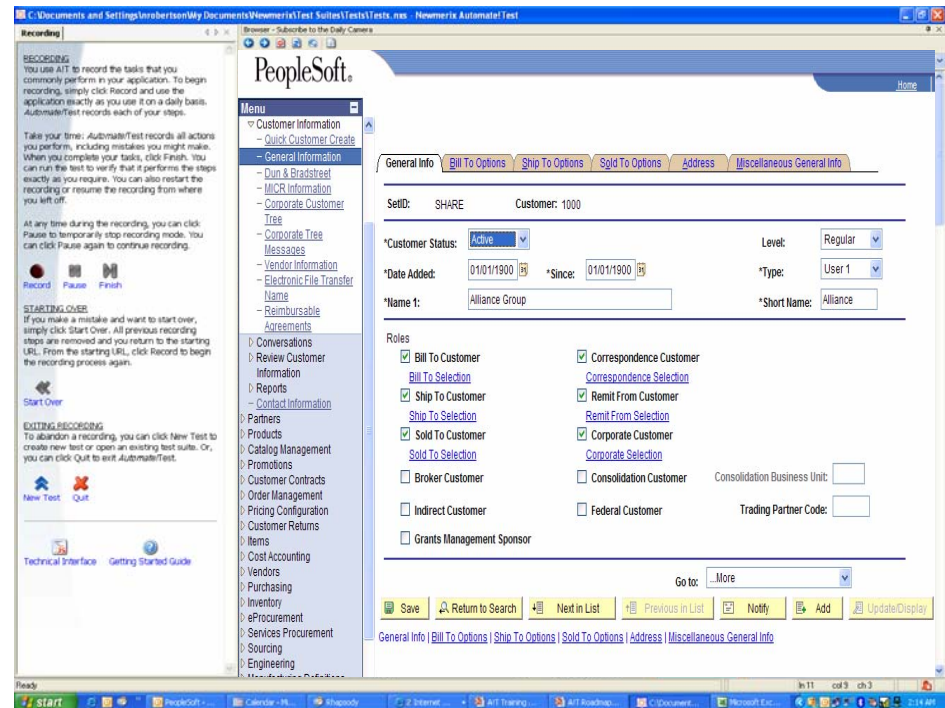 C:\Documents and Settings\nrobertson\My Documents\Newmerix\Test Suites\Tests\Tests.nxs - Newmerix Automate!Test
Recording
RECORDING
You use AIT to record the tasks that you
commonly perform in your application. To begin
recording, simply click Record and use the
application exactly as you use it on a daily basis.
Automate!Test records each of your steps.
Take your time: Automate!Test records all actions
you perform, including mistakes you might make.
When you complete your tasks, click Finish. You
can run the test to verify that it performs the steps
exactly as you require. You can also restart the
recording or resume the recording from where
you left off.
At any time during the recording, you can click
Pause to temporarily stop recording mode. You
can click Pause again to continue recording.
Record Pause Finish
STARTING OVER
If you make a mistake and want to start over,
simply click Start Over. All previous recording
steps are removed and you return to the starting
URL. From the starting URL, click Record to begin
the recording process again.
Start Over
EXITING RECORDING
To abandon a recording, you can click New Test to
create new test or open an existing test suite. Or,
you can click Quit to exit Automate!Test.
New Test Quit
Technical Interface Getting Started Guide
Browser - Subscribe to the Daily Camera
PeopleSoft.
Home
Menu
Customer Information
Quick Customer Create
General Information
Dun & Bradstreet
MICR Information
Corporate Customer
Tree
Corporate Tree
Messages
Vendor Information
Electronic File Transfer
Name
Reimbursable
Agreements
Conversations
Review Customer
Information
Reports
Contact Information
Partners
Products
Catalog Management
Promotions
Customer Contracts
Order Management
Pricing Configuration
Customer Returns
Items
Cost Accounting
Vendors
Purchasing
Inventory
eProcurement
Services Procurement
Sourcing
Engineering
General Info Bill To Options Ship To Options Sold To Options Address Miscellaneous General Info
SetID: SHARE Customer: 1000
*Customer Status: Active Level: Regular
*Date Added: 01/01/1900 *Since: 01/01/1900 *Type: User 1
*Name 1: Alliance Group *Short Name: Alliance
Roles
Bill To Customer Correspondence Customer
Bill To Selection Correspondence Selection
Ship To Customer Remit From Customer
Ship To Selection Remit From Selection
Sold To Customer Corporate Customer
Sold To Selection Corporate Selection
Broker Customer Consolidation Customer Consolidation Business Unit:
Indirect Customer Federal Customer Trading Partner Code:
Grants Management Sponsor
Go to: ...More
Save Return to Search Next in List Previous in List Notify Add Update/Display
General Info | Bill To Options | Ship To Options | Sold To Options | Address | Miscellaneous General Info
Ready ln 11 col 9 ch 3
start PeopleSoft - ... Calendar - M... Rhapsody 2 Internet ... AIT Training ... AIT Roadmap... C:\Document... Microsoft Exc... 2:14 AM